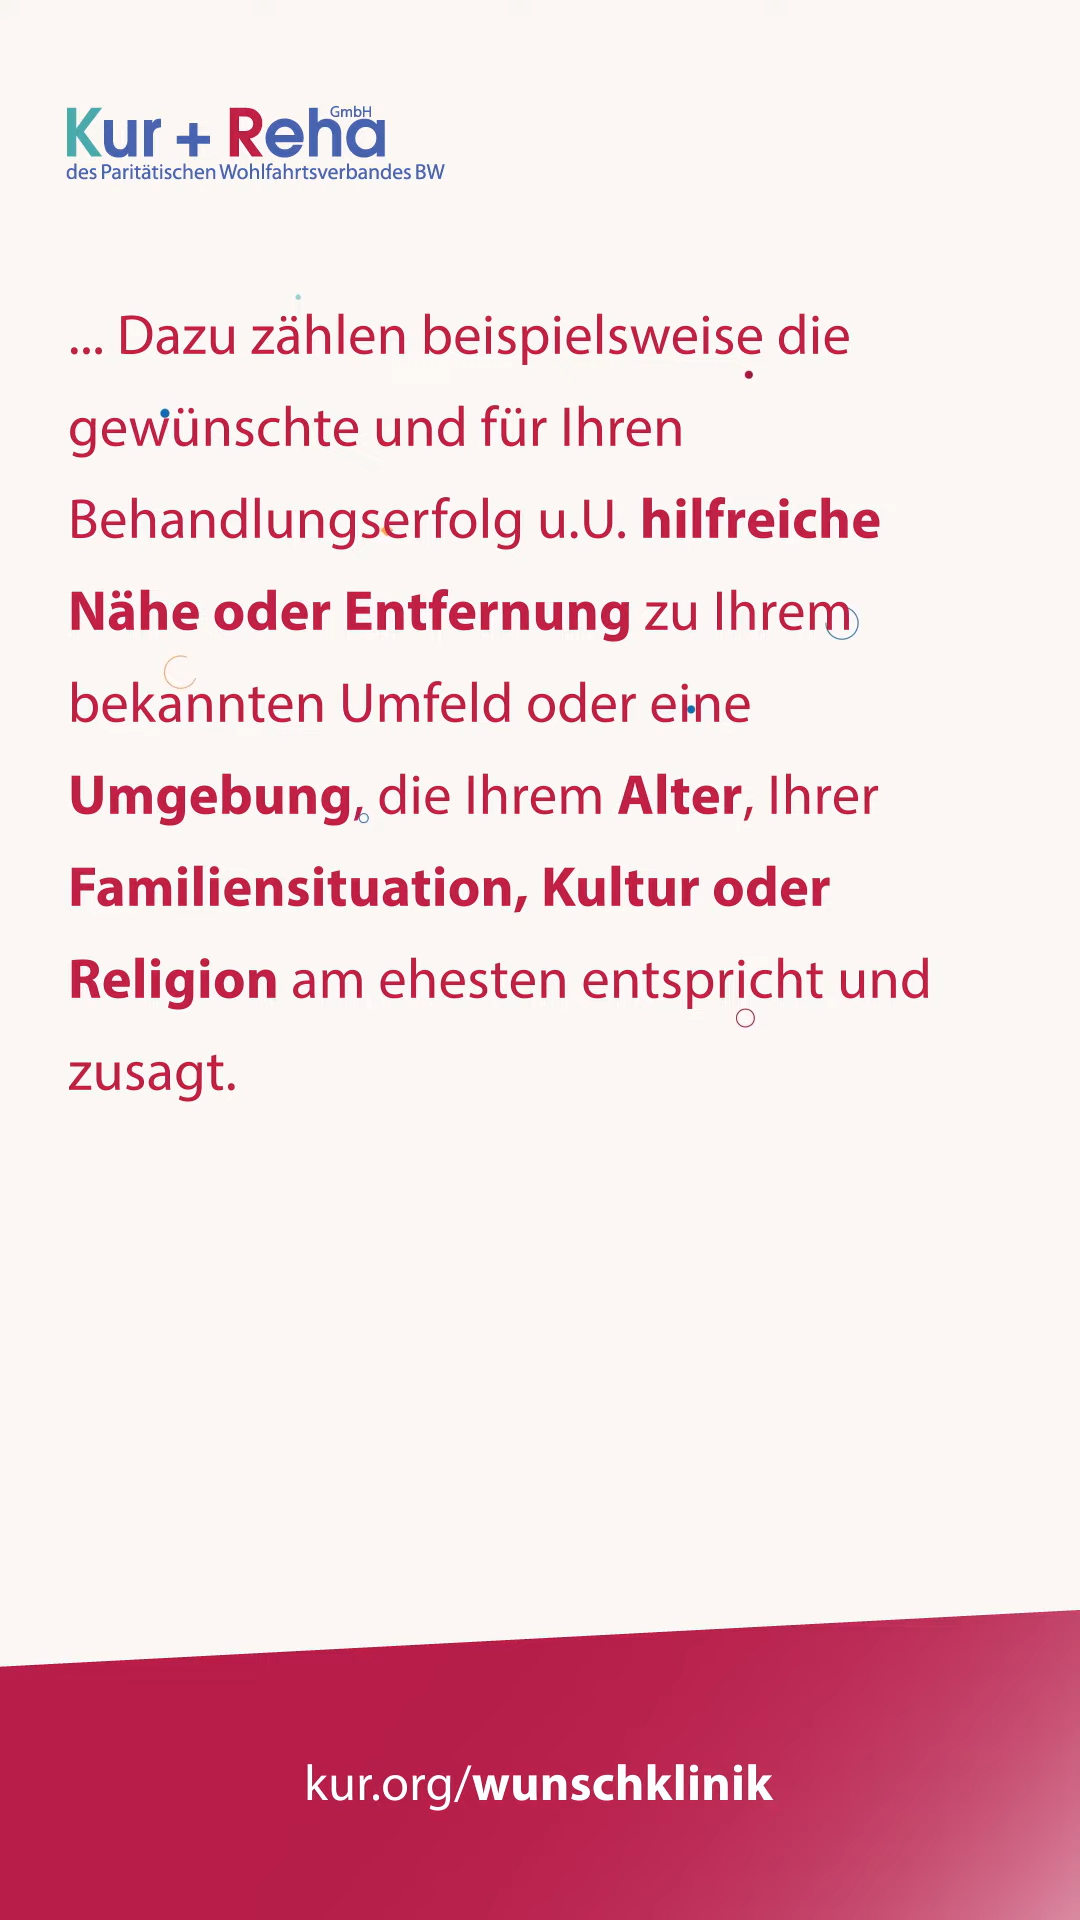 Kur + Reha GmbH
des Paritätischen Wohlfahrtsverbandes BW
... Dazu zählen beispielsweise die
gewünschte und für Ihren
Behandlungserfolg u.U. hilfreiche
Nähe oder Entfernung zu Ihrem
bekannten Umfeld oder eine
Umgebung, die Ihrem Alter, Ihrer
Familiensituation, Kultur oder
Religion am ehesten entspricht und
zusagt.
kur.org/wunschklinik